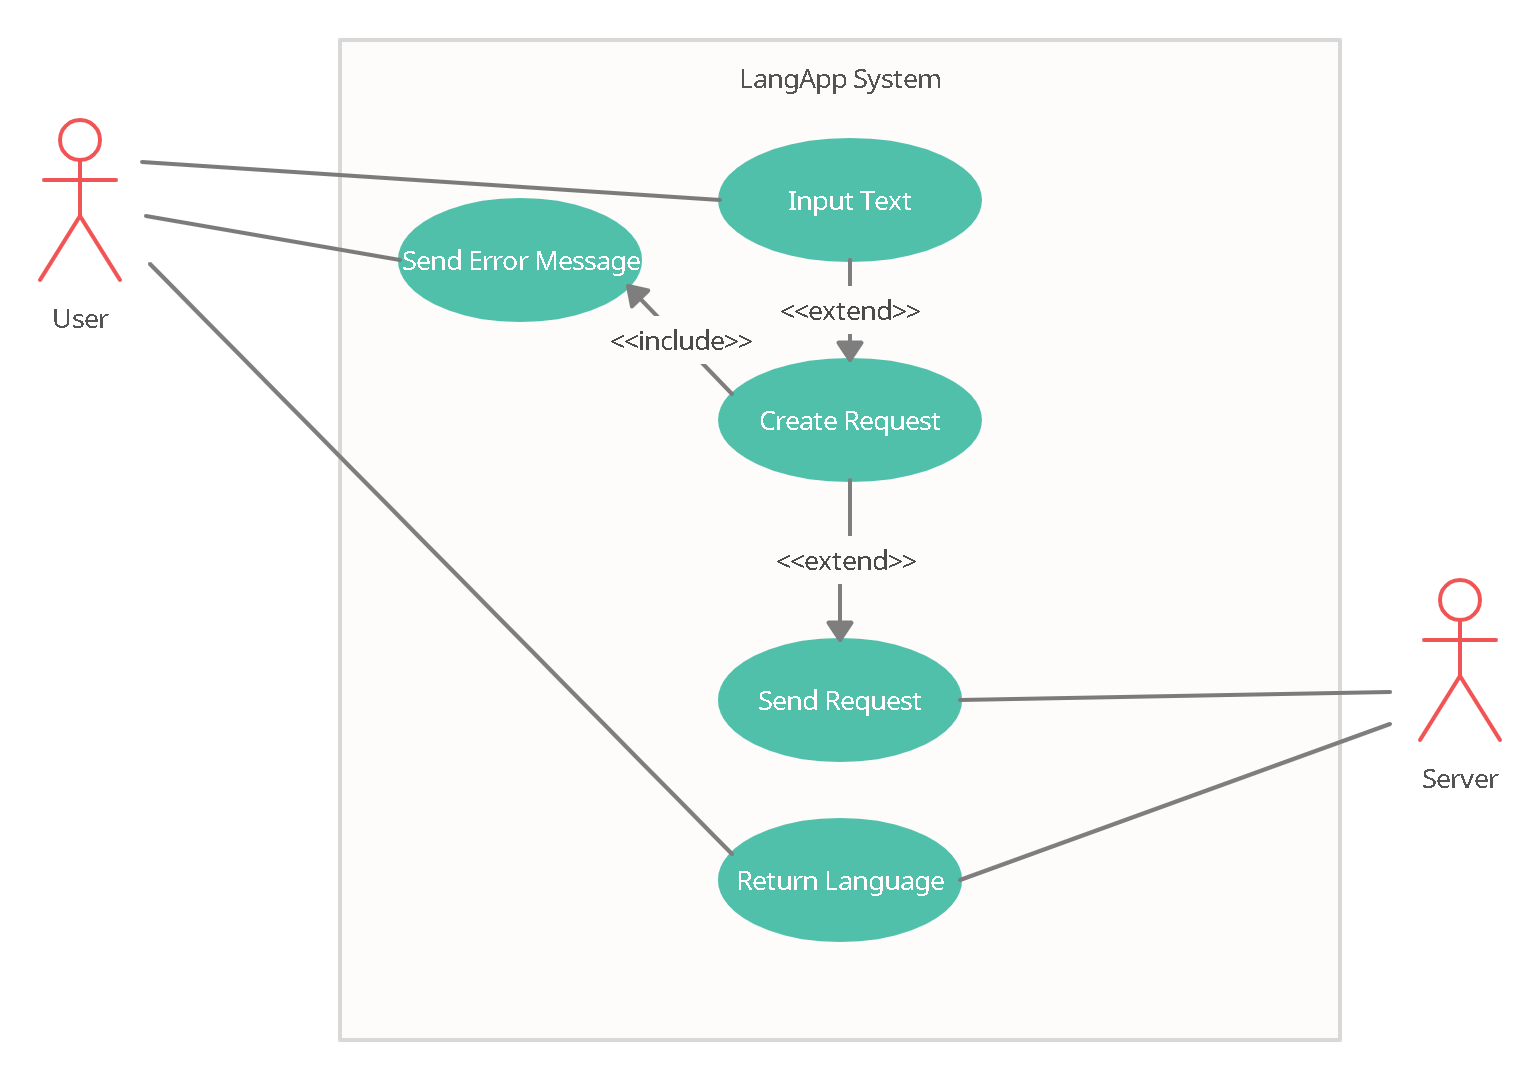 LangApp System
Input Text
Send Error Message
User
<<extend>>
<<include>>
Create Request
<<extend>>
Send Request
Server
Return Language